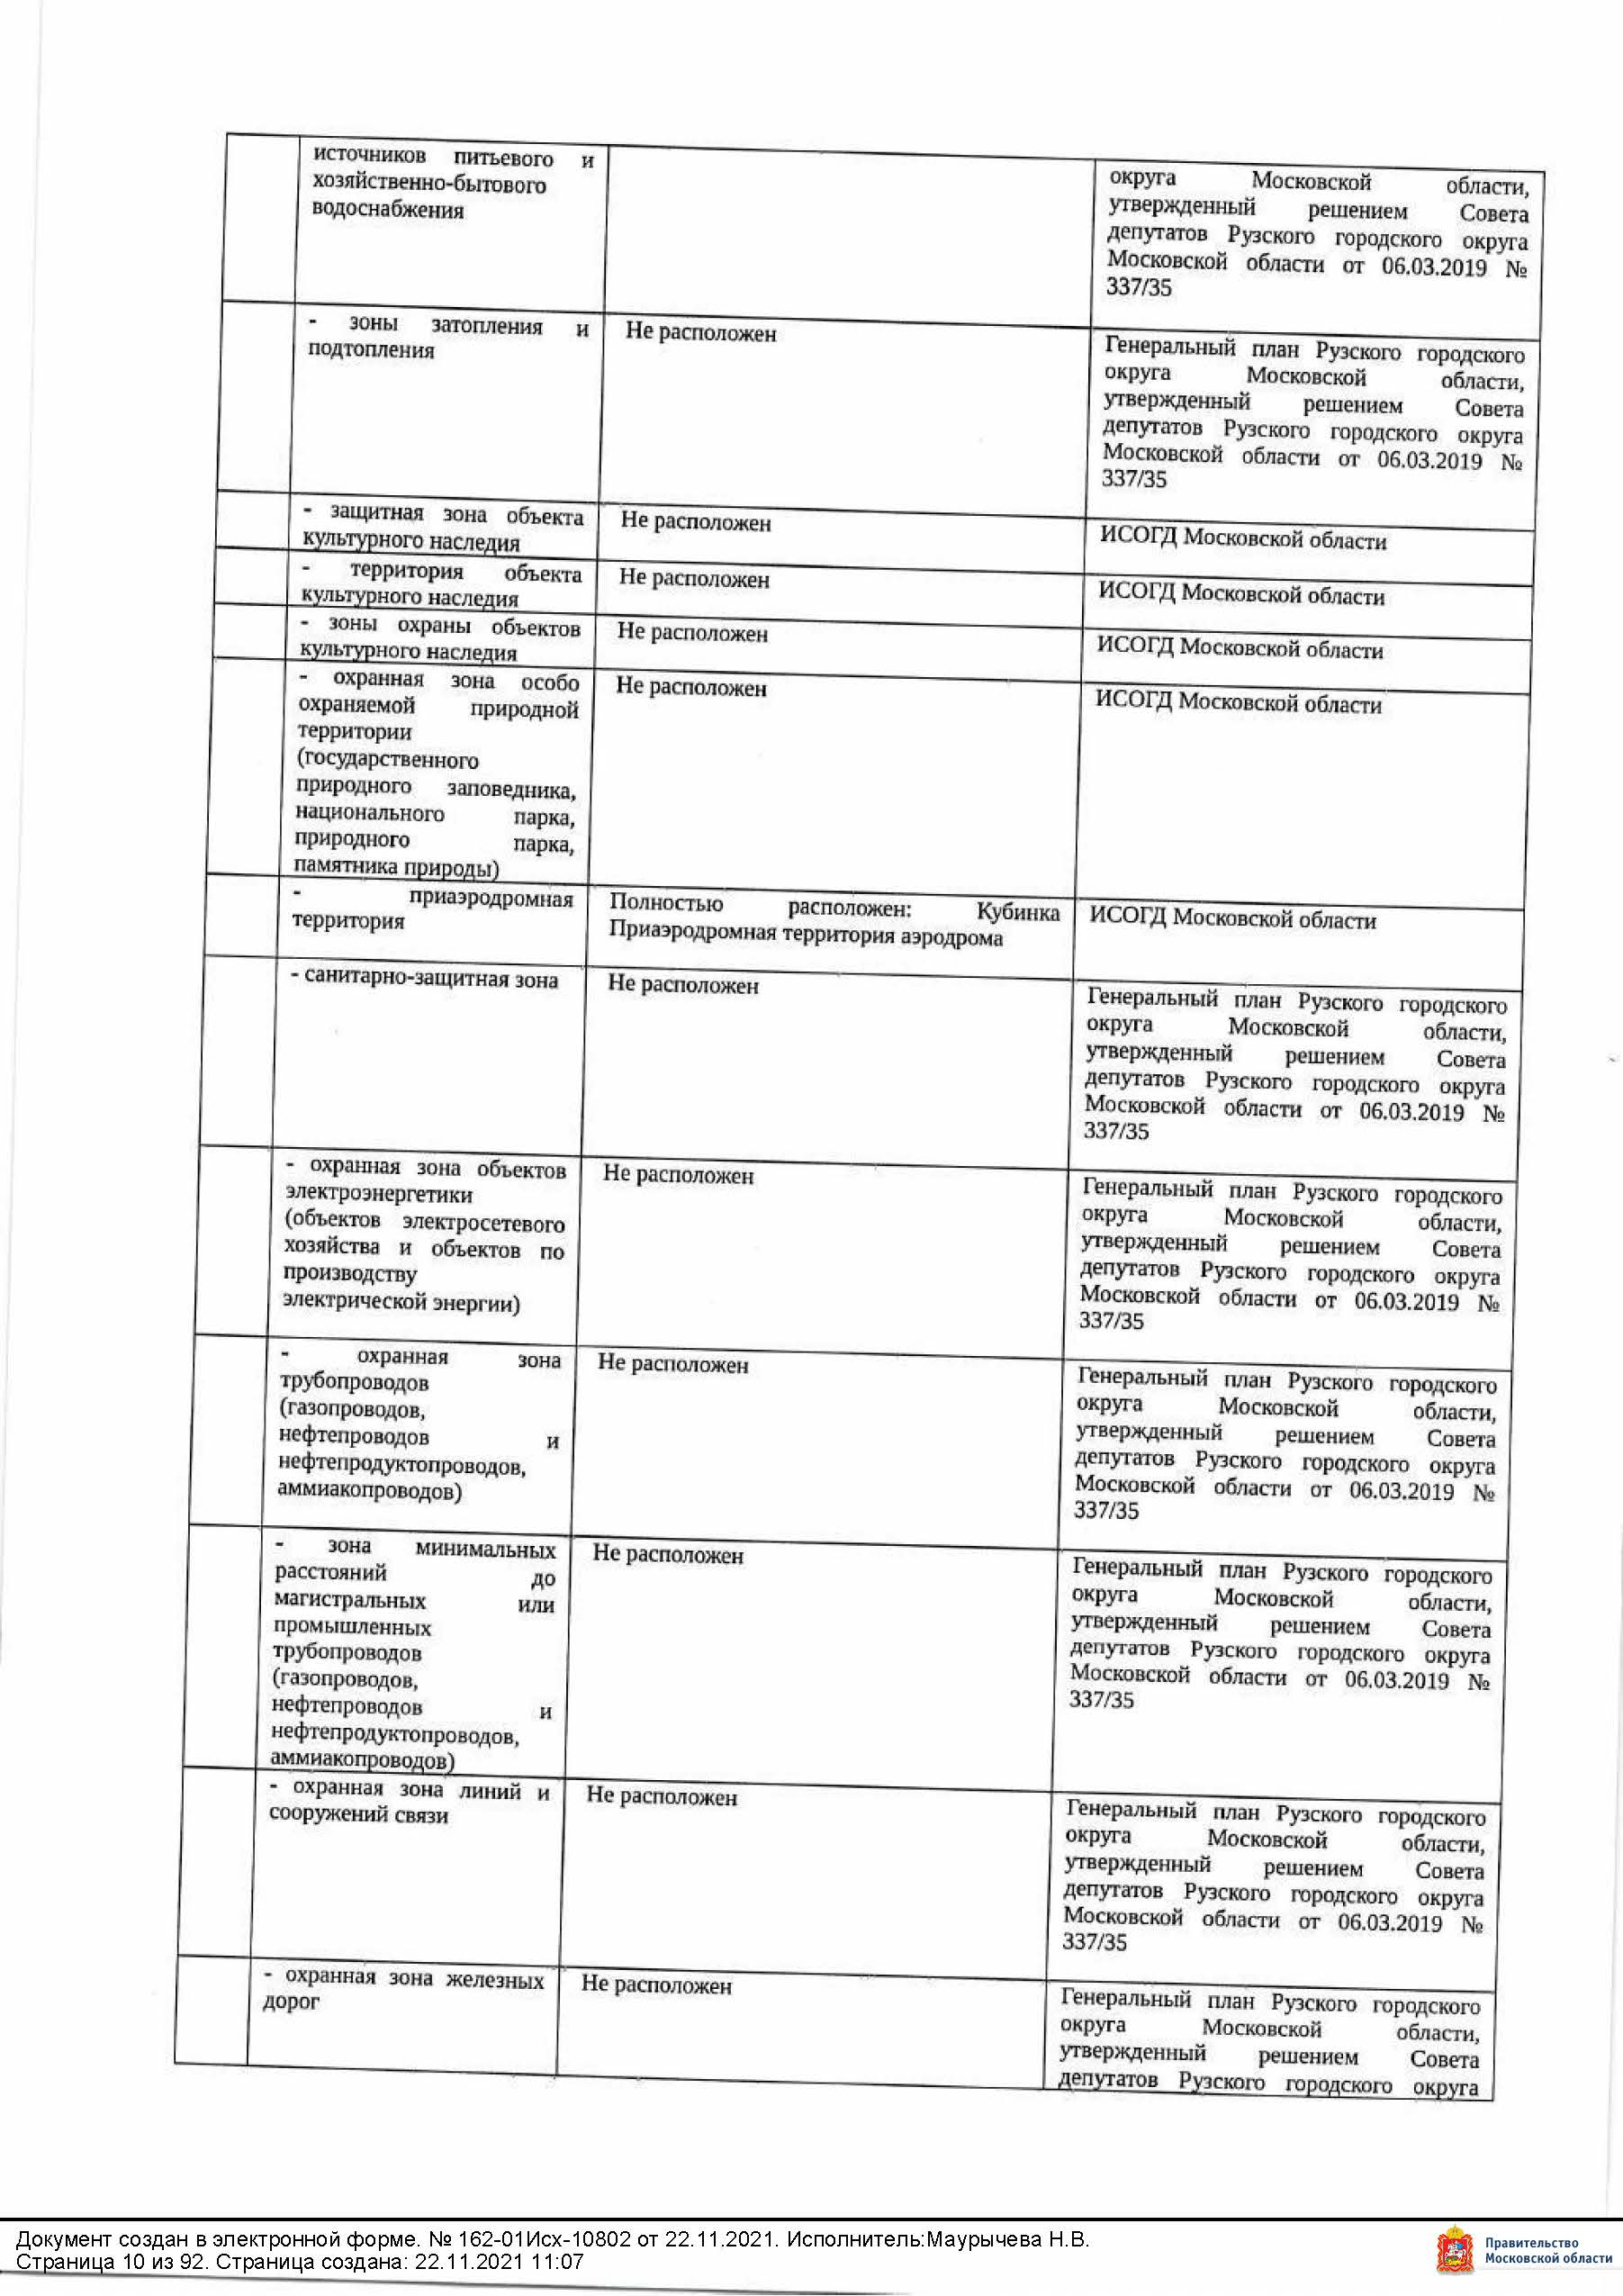 источников питьевого и
хозяйственно-бытового
водоснабжения
округа Московской области,
утвержденный решением Совета
депутатов Рузского городского округа
Московской области от 06.03.2019 №
337/35
- зоны затопления и
подтопления
Не расположен
Генеральный план Рузского городского
округа Московской области,
утвержденный решением Совета
депутатов Рузского городского округа
Московской области от 06.03.2019 №
337/35
- защитная зона объекта
культурного наследия
Не расположен
ИСОГД Московской области
- территория объекта
культурного наследия
Не расположен
ИСОГД Московской области
- зоны охраны объектов
культурного наследия
Не расположен
ИСОГД Московской области
- охранная зона особо
охраняемой природной
территории
(государственного
природного заповедника,
национального парка,
природного парка,
памятника природы)
Не расположен
ИСОГД Московской области
- приаэродромная
территория
Полностью расположен: Кубинка
Приаэродромная территория аэродрома
ИСОГД Московской области
- санитарно-защитная зона
Не расположен
Генеральный план Рузского городского
округа Московской области,
утвержденный решением Совета
депутатов Рузского городского округа
Московской области от 06.03.2019 №
337/35
- охранная зона объектов
электроэнергетики
(объектов электросетевого
хозяйства и объектов по
производству
электрической энергии)
Не расположен
Генеральный план Рузского городского
округа Московской области,
утвержденный решением Совета
депутатов Рузского городского округа
Московской области от 06.03.2019 №
337/35
- охранная зона
трубопроводов
(газопроводов,
нефтепроводов и
нефтепродуктопроводов,
аммиакопроводов)
Не расположен
Генеральный план Рузского городского
округа Московской области,
утвержденный решением Совета
депутатов Рузского городского округа
Московской области от 06.03.2019 №
337/35
- зона минимальных
расстояний до
магистральных или
промышленных
трубопроводов
(газопроводов,
нефтепроводов и
нефтепродуктопроводов,
аммиакопроводов)
Не расположен
Генеральный план Рузского городского
округа Московской области,
утвержденный решением Совета
депутатов Рузского городского округа
Московской области от 06.03.2019 №
337/35
- охранная зона линий и
сооружений связи
Не расположен
Генеральный план Рузского городского
округа Московской области,
утвержденный решением Совета
депутатов Рузского городского округа
Московской области от 06.03.2019 №
337/35
- охранная зона железных
дорог
Не расположен
Генеральный план Рузского городского
округа Московской области,
утвержденный решением Совета
депутатов Рузского городского округа
Документ создан в электронной форме. № 162-01Исх-10802 от 22.11.2021. Исполнитель:Маурычева Н.В.
Страница 10 из 92. Страница создана: 22.11.2021 11:07
Правительство
Московской области